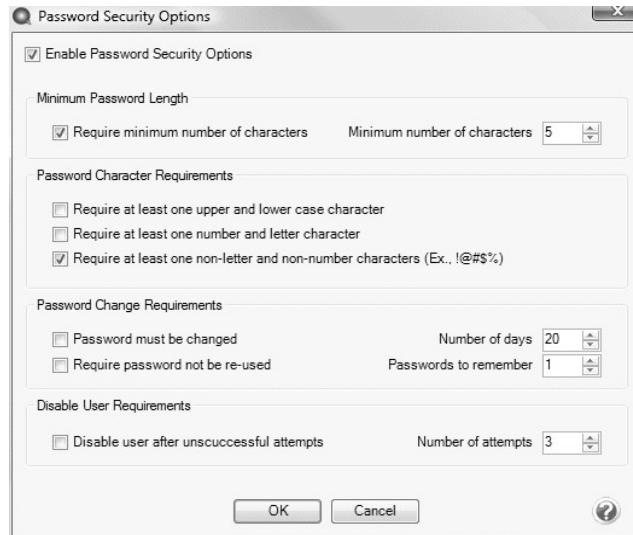 Password Security Options
Enable Password Security Options
Minimum Password Length
Require minimum number of characters Minimum number of characters 5
Password Character Requirements
Require at least one upper and lower case character
Require at least one number and letter character
Require at least one non-letter and non-number characters (Ex., !@#$%)
Password Change Requirements
Password must be changed Number of days 20
Require password not be re-used Passwords to remember 1
Disable User Requirements
Disable user after unscuccessful attempts Number of attempts 3
OK Cancel ?